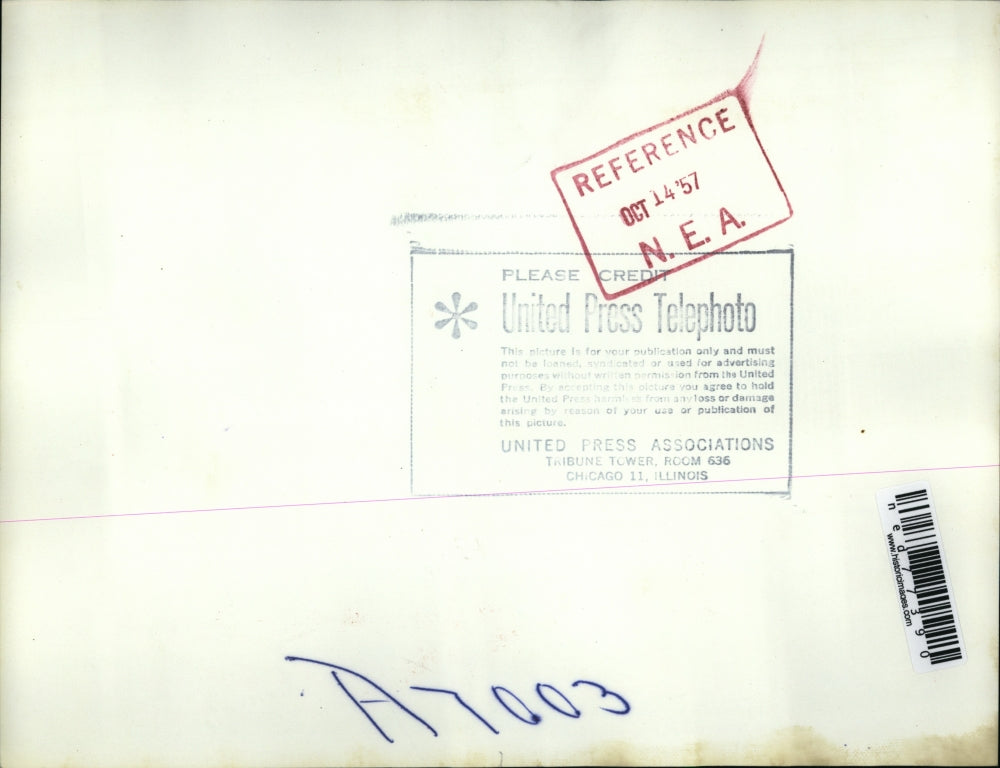 REFERENCE
OCT 14 '57
N. E. A.
PLEASE CREDIT
United Press Telephoto
This picture is for your publication only and must
not be loaned, syndicated or used for advertising
purposes without written permission from the United
Press. By accepting this picture you agree to hold
the United Press harmless from any loss or damage
arising by reason of your use or publication of
this picture.
UNITED PRESS ASSOCIATIONS
TRIBUNE TOWER, ROOM 636
CHICAGO 11, ILLINOIS
ned77390
www.historicimages.com
A7003